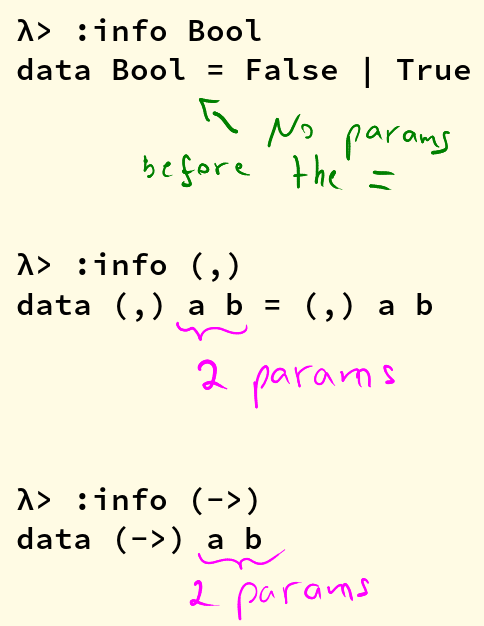 λ> :info Bool
data Bool = False | True
No params
before the =
λ> :info (,)
data (,) a b = (,) a b
2 params
λ> :info (->)
data (->) a b
2 params